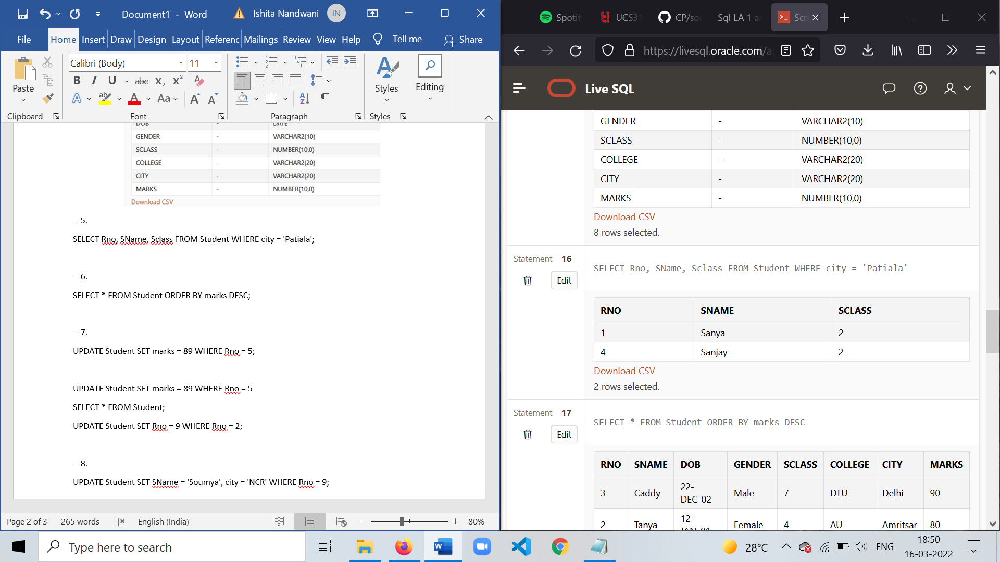 Document1 - Word
Ishita Nandwani
IN
File Home Insert Draw Design Layout Referenc Mailings Review View Help Tell me Share
Paste
Clipboard
Calibri (Body) 11
B I U abc X2 X2
A A Aa A A
Font
Paragraph
Styles
Styles
Editing
DOB - DATE
GENDER - VARCHAR2(10)
SCLASS - NUMBER(10,0)
COLLEGE - VARCHAR2(20)
CITY - VARCHAR2(20)
MARKS - NUMBER(10,0)
Download CSV
-- 5.
SELECT Rno, SName, Sclass FROM Student WHERE city = 'Patiala';
-- 6.
SELECT * FROM Student ORDER BY marks DESC;
-- 7.
UPDATE Student SET marks = 89 WHERE Rno = 5;
UPDATE Student SET marks = 89 WHERE Rno = 5
SELECT * FROM Student;
UPDATE Student SET Rno = 9 WHERE Rno = 2;
-- 8.
UPDATE Student SET SName = 'Soumya', city = 'NCR' WHERE Rno = 9;
Page 2 of 3 265 words English (India) 80%
Spotify UCS31 CP/so Sql LA 1 a Scri
https://livesql.oracle.com/a
Live SQL
GENDER - VARCHAR2(10)
SCLASS - NUMBER(10,0)
COLLEGE - VARCHAR2(20)
CITY - VARCHAR2(20)
MARKS - NUMBER(10,0)
Download CSV
8 rows selected.
Statement 16
Edit
SELECT Rno, SName, Sclass FROM Student WHERE city = 'Patiala'
RNO SNAME SCLASS
1 Sanya 2
4 Sanjay 2
Download CSV
2 rows selected.
Statement 17
Edit
SELECT * FROM Student ORDER BY marks DESC
RNO SNAME DOB GENDER SCLASS COLLEGE CITY MARKS
3 Caddy 22-DEC-02 Male 7 DTU Delhi 90
2 Tanya 12-JAN-01 Female 4 AU Amritsar 80
Type here to search
28°C
ENG
18:50
16-03-2022